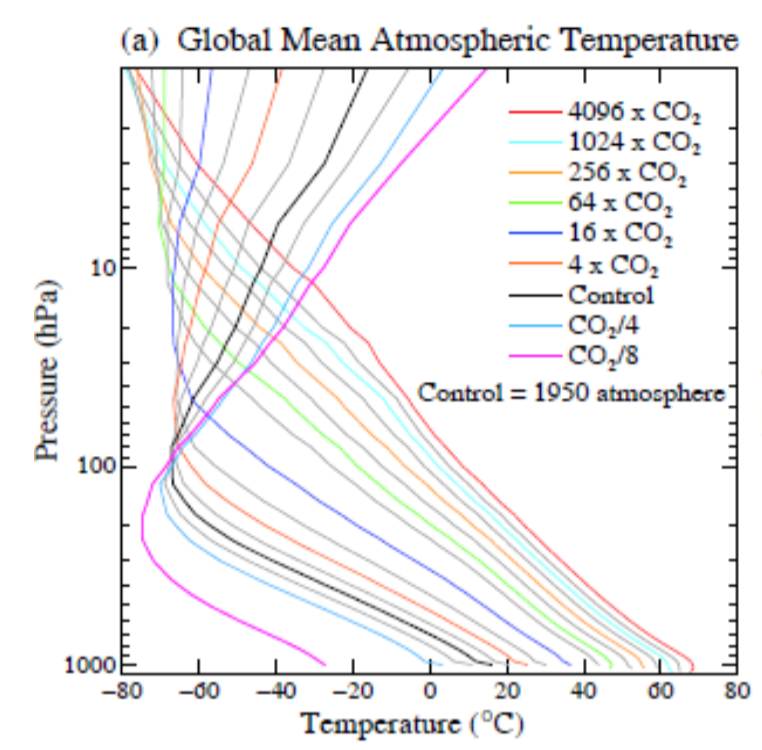 (a) Global Mean Atmospheric Temperature
4096 x CO₂
1024 x CO₂
256 x CO₂
64 x CO₂
16 x CO₂
4 x CO₂
Control
CO₂/4
CO₂/8
Control = 1950 atmosphere
Pressure (hPa)
10
100
1000
−80 −60 −40 −20 0 20 40 60 80
Temperature (°C)